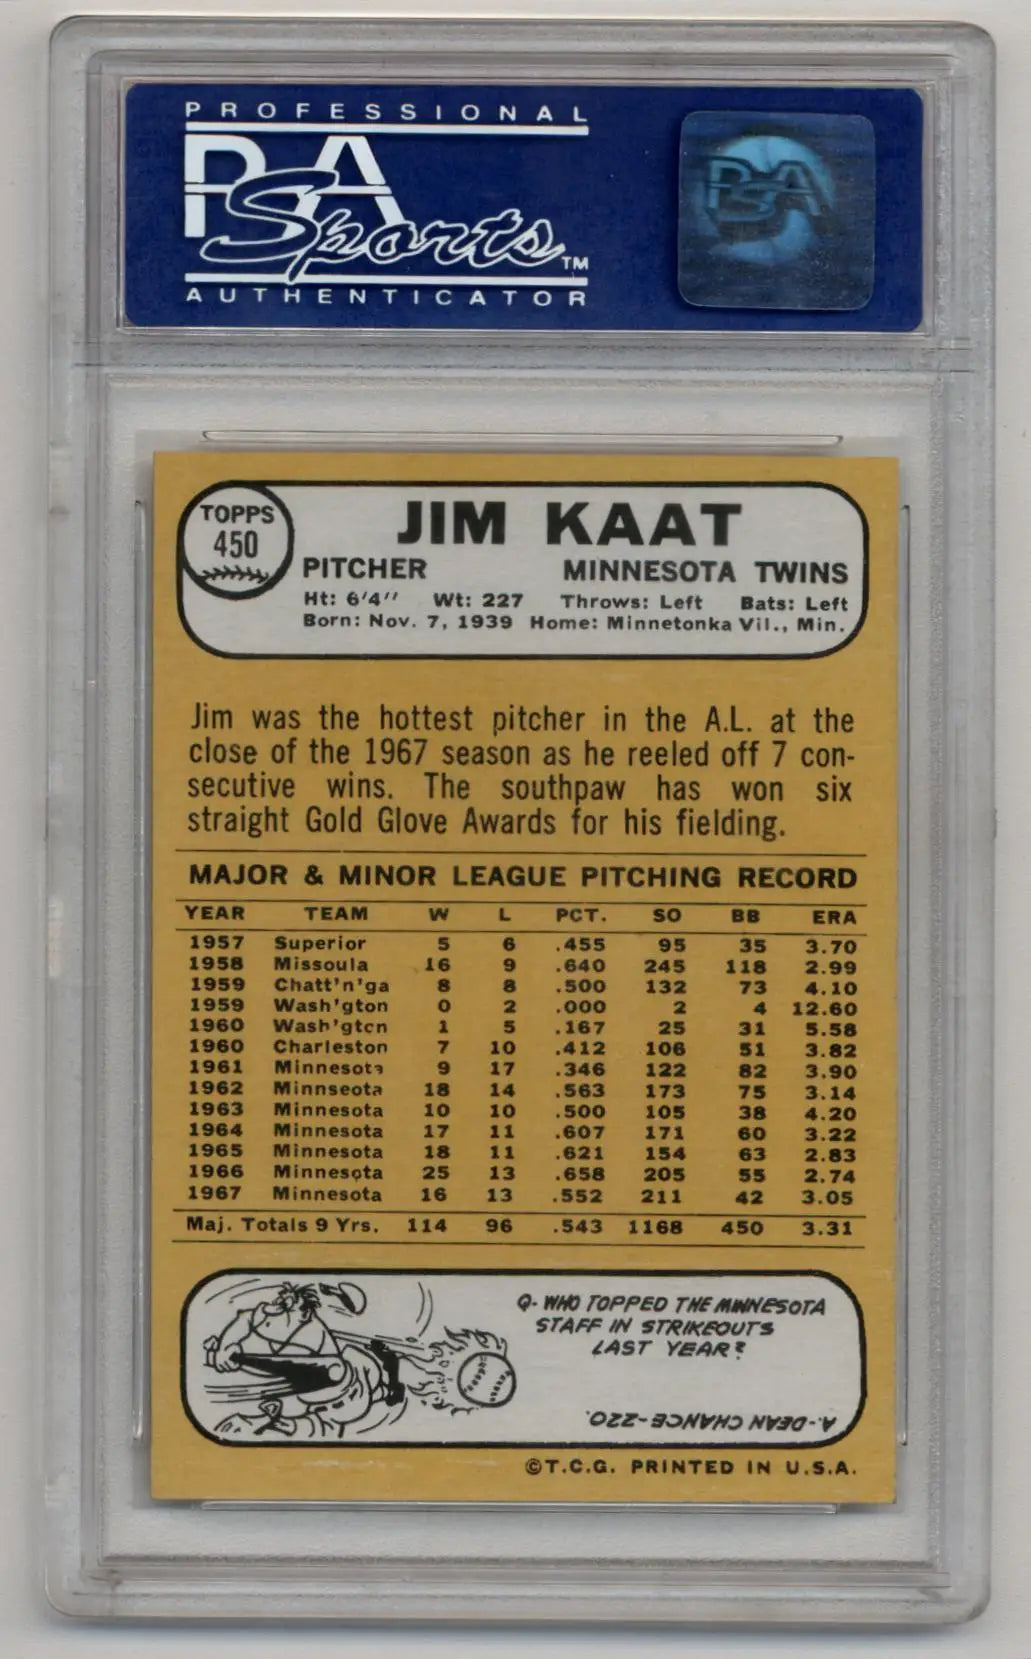 PROFESSIONAL
PSA
Sports TM
AUTHENTICATOR
PSA
TOPPS
450
JIM KAAT
PITCHER MINNESOTA TWINS
Ht: 6'4" Wt: 227 Throws: Left Bats: Left
Born: Nov. 7, 1939 Home: Minnetonka Vil., Min.
Jim was the hottest pitcher in the A.L. at the
close of the 1967 season as he reeled off 7 con-
secutive wins. The southpaw has won six
straight Gold Glove Awards for his fielding.
MAJOR & MINOR LEAGUE PITCHING RECORD
YEAR TEAM W L PCT. SO BB ERA
1957 Superior 5 6 .455 95 35 3.70
1958 Missoula 16 9 .640 245 118 2.99
1959 Chatt'n'ga 8 8 .500 132 73 4.10
1959 Wash'gton 0 2 .000 2 4 12.60
1960 Wash'gton 1 5 .167 25 31 5.58
1960 Charleston 7 10 .412 106 51 3.82
1961 Minnesota 9 17 .346 122 82 3.90
1962 Minnseota 18 14 .563 173 75 3.14
1963 Minnesota 10 10 .500 105 38 4.20
1964 Minnesota 17 11 .607 171 60 3.22
1965 Minnesota 18 11 .621 154 63 2.83
1966 Minnesota 25 13 .658 205 55 2.74
1967 Minnesota 16 13 .552 211 42 3.05
Maj. Totals 9 Yrs. 114 96 .543 1168 450 3.31
Q- WHO TOPPED THE MINNESOTA
STAFF IN STRIKEOUTS
LAST YEAR?
A- DEAN CHANCE-220.
©T.C.G. PRINTED IN U.S.A.